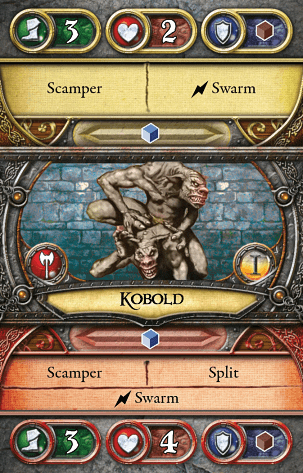 3 2
Scamper Swarm
I
KOBOLD
Scamper Split
Swarm
3 4